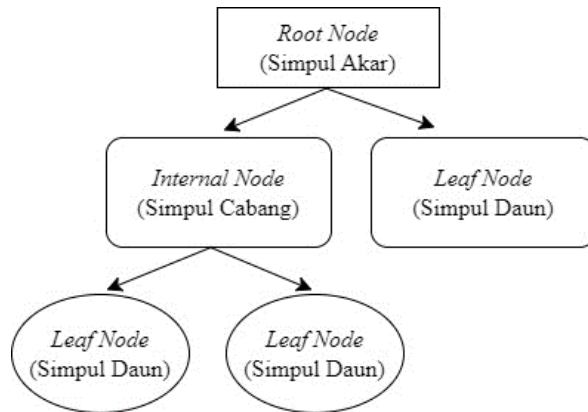 Root Node
(Simpul Akar)
Internal Node
(Simpul Cabang)
Leaf Node
(Simpul Daun)
Leaf Node
(Simpul Daun)
Leaf Node
(Simpul Daun)